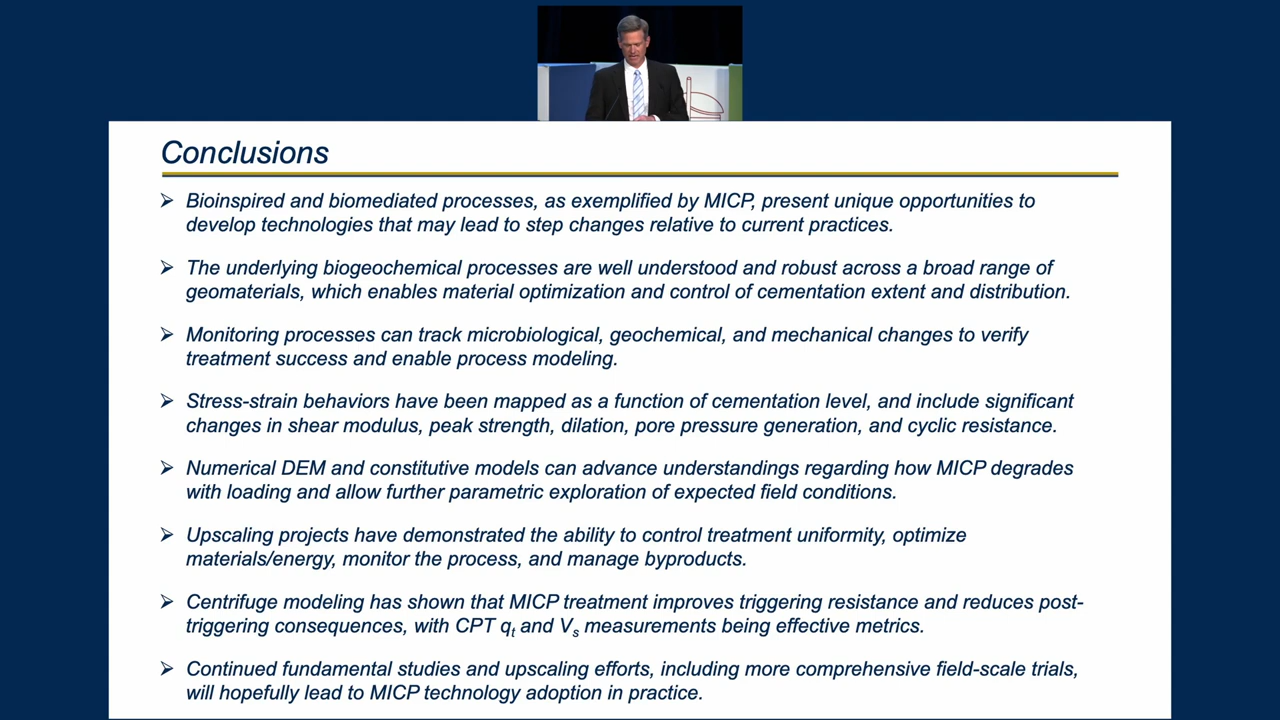 Conclusions
➢ Bioinspired and biomediated processes, as exemplified by MICP, present unique opportunities to
develop technologies that may lead to step changes relative to current practices.
➢ The underlying biogeochemical processes are well understood and robust across a broad range of
geomaterials, which enables material optimization and control of cementation extent and distribution.
➢ Monitoring processes can track microbiological, geochemical, and mechanical changes to verify
treatment success and enable process modeling.
➢ Stress-strain behaviors have been mapped as a function of cementation level, and include significant
changes in shear modulus, peak strength, dilation, pore pressure generation, and cyclic resistance.
➢ Numerical DEM and constitutive models can advance understandings regarding how MICP degrades
with loading and allow further parametric exploration of expected field conditions.
➢ Upscaling projects have demonstrated the ability to control treatment uniformity, optimize
materials/energy, monitor the process, and manage byproducts.
➢ Centrifuge modeling has shown that MICP treatment improves triggering resistance and reduces post-
triggering consequences, with CPT qt and Vs measurements being effective metrics.
➢ Continued fundamental studies and upscaling efforts, including more comprehensive field-scale trials,
will hopefully lead to MICP technology adoption in practice.